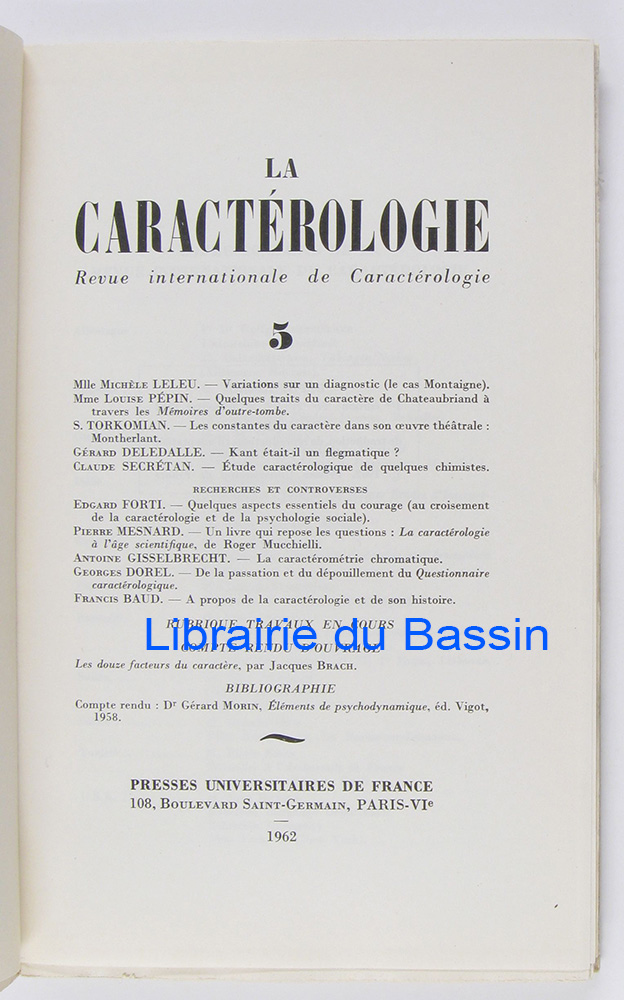 LA
CARACTÉROLOGIE
Revue internationale de Caractérologie
5
Mlle Michèle LELEU. — Variations sur un diagnostic (le cas Montaigne).
Mme Louise PÉPIN. — Quelques traits du caractère de Chateaubriand à
travers les Mémoires d'outre-tombe.
S. TORKOMIAN. — Les constantes du caractère dans son œuvre théâtrale :
Montherlant.
Gérard DELEDALLE. — Kant était-il un flegmatique ?
Claude SECRÉTAN. — Étude caractérologique de quelques chimistes.
RECHERCHES ET CONTROVERSES
Edgard FORTI. — Quelques aspects essentiels du courage (au croisement
de la caractérologie et de la psychologie sociale).
Pierre MESNARD. — Un livre qui repose les questions : La caractérologie
à l'âge scientifique, de Roger Mucchielli.
Antoine GISSELBRECHT. — La caractérométrie chromatique.
Georges DOREL. — De la passation et du dépouillement du Questionnaire
caractérologique.
Francis BAUD. — A propos de la caractérologie et de son histoire.
RUBRIQUE TRAVAUX EN COURS
Librairie du Bassin
COMPTE RENDU D'OUVRAGE
Les douze facteurs du caractère, par Jacques Brach.
BIBLIOGRAPHIE
Compte rendu : Dr Gérard Morin, Éléments de psychodynamique, éd. Vigot,
1958.
PRESSES UNIVERSITAIRES DE FRANCE
108, Boulevard Saint-Germain, PARIS-VIe
1962